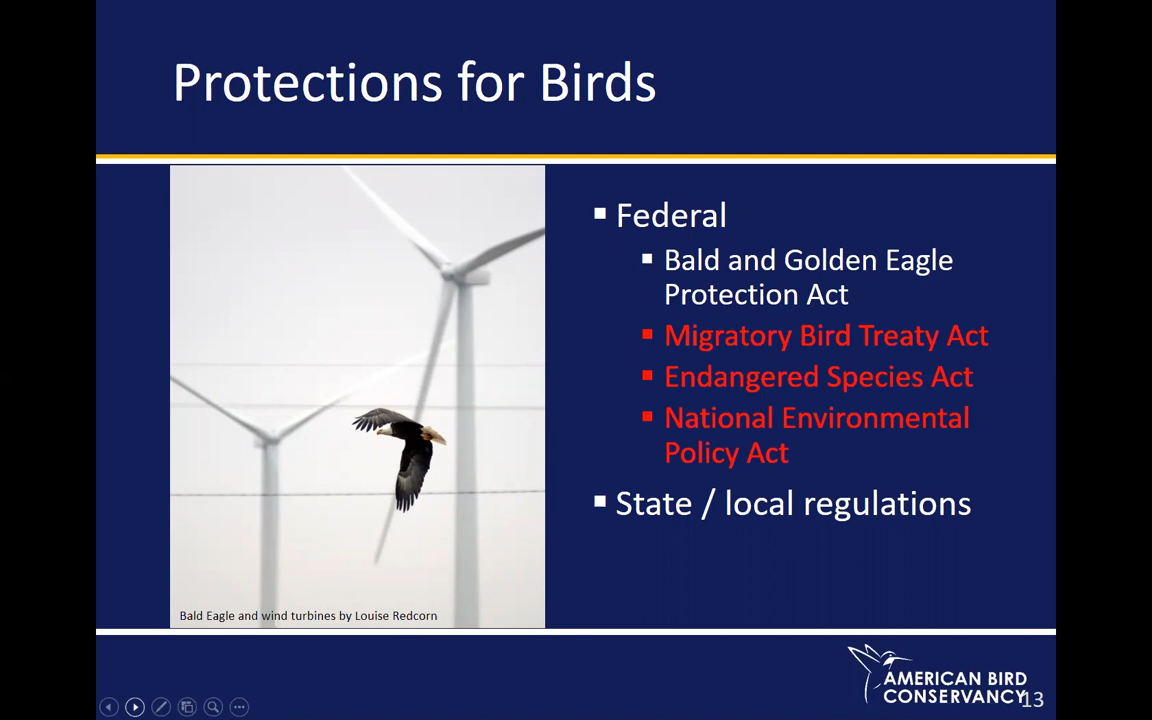 Protections for Birds
▪ Federal
▪ Bald and Golden Eagle
Protection Act
▪ Migratory Bird Treaty Act
▪ Endangered Species Act
▪ National Environmental
Policy Act
▪ State / local regulations
Bald Eagle and wind turbines by Louise Redcorn
AMERICAN BIRD
CONSERVANCY
13